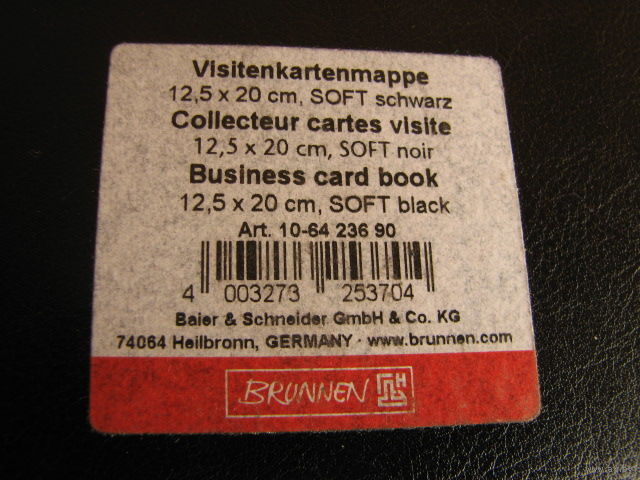 Visitenkartenmappe
12,5 x 20 cm, SOFT schwarz
Collecteur cartes visite
12,5 x 20 cm, SOFT noir
Business card book
12,5 x 20 cm, SOFT black
Art. 10-64 236 90
4 003273 253704
Baier & Schneider GmbH & Co. KG
74064 Heilbronn, GERMANY · www.brunnen.com
BRUNNEN